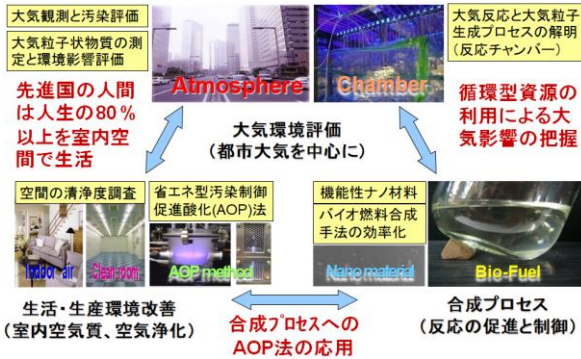 大気観測と汚染評価
大気粒子状物質の測
定と環境影響評価
Atmosphere
Chamber
大気反応と大気粒子
生成プロセスの解明
(反応チャンバー)
先進国の人間
は人生の80%
以上を室内空
間で生活
大気環境評価
(都市大気を中心に)
循環型資源の
利用による大
気影響の把握
空間の清浄度調査
省エネ型汚染制御
促進酸化(AOP)法
機能性ナノ材料
バイオ燃料合成
手法の効率化
Indoor air
Clean-room
AOP method
Nano material
Bio-Fuel
生活・生産環境改善
(室内空気質、空気浄化)
合成プロセスへの
AOP法の応用
合成プロセス
(反応の促進と制御)